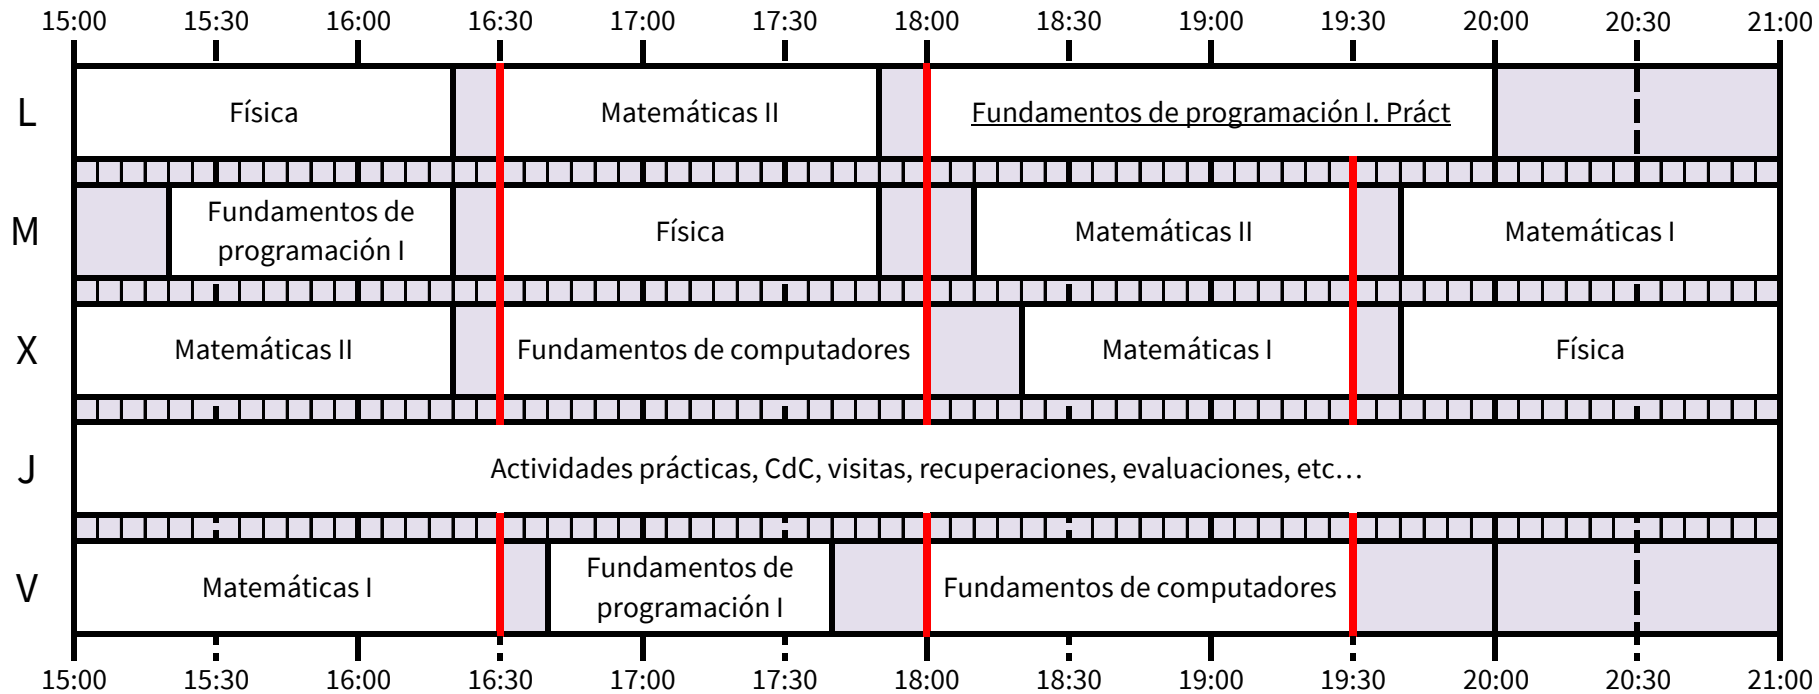 15:00 15:30 16:00 16:30 17:00 17:30 18:00 18:30 19:00 19:30 20:00 20:30 21:00
L Física Matemáticas II Fundamentos de programación I. Práct
M Fundamentos de
programación I Física Matemáticas II Matemáticas I
X Matemáticas II Fundamentos de computadores Matemáticas I Física
J Actividades prácticas, CdC, visitas, recuperaciones, evaluaciones, etc…
V Matemáticas I Fundamentos de
programación I Fundamentos de computadores
15:00 15:30 16:00 16:30 17:00 17:30 18:00 18:30 19:00 19:30 20:00 20:30 21:00